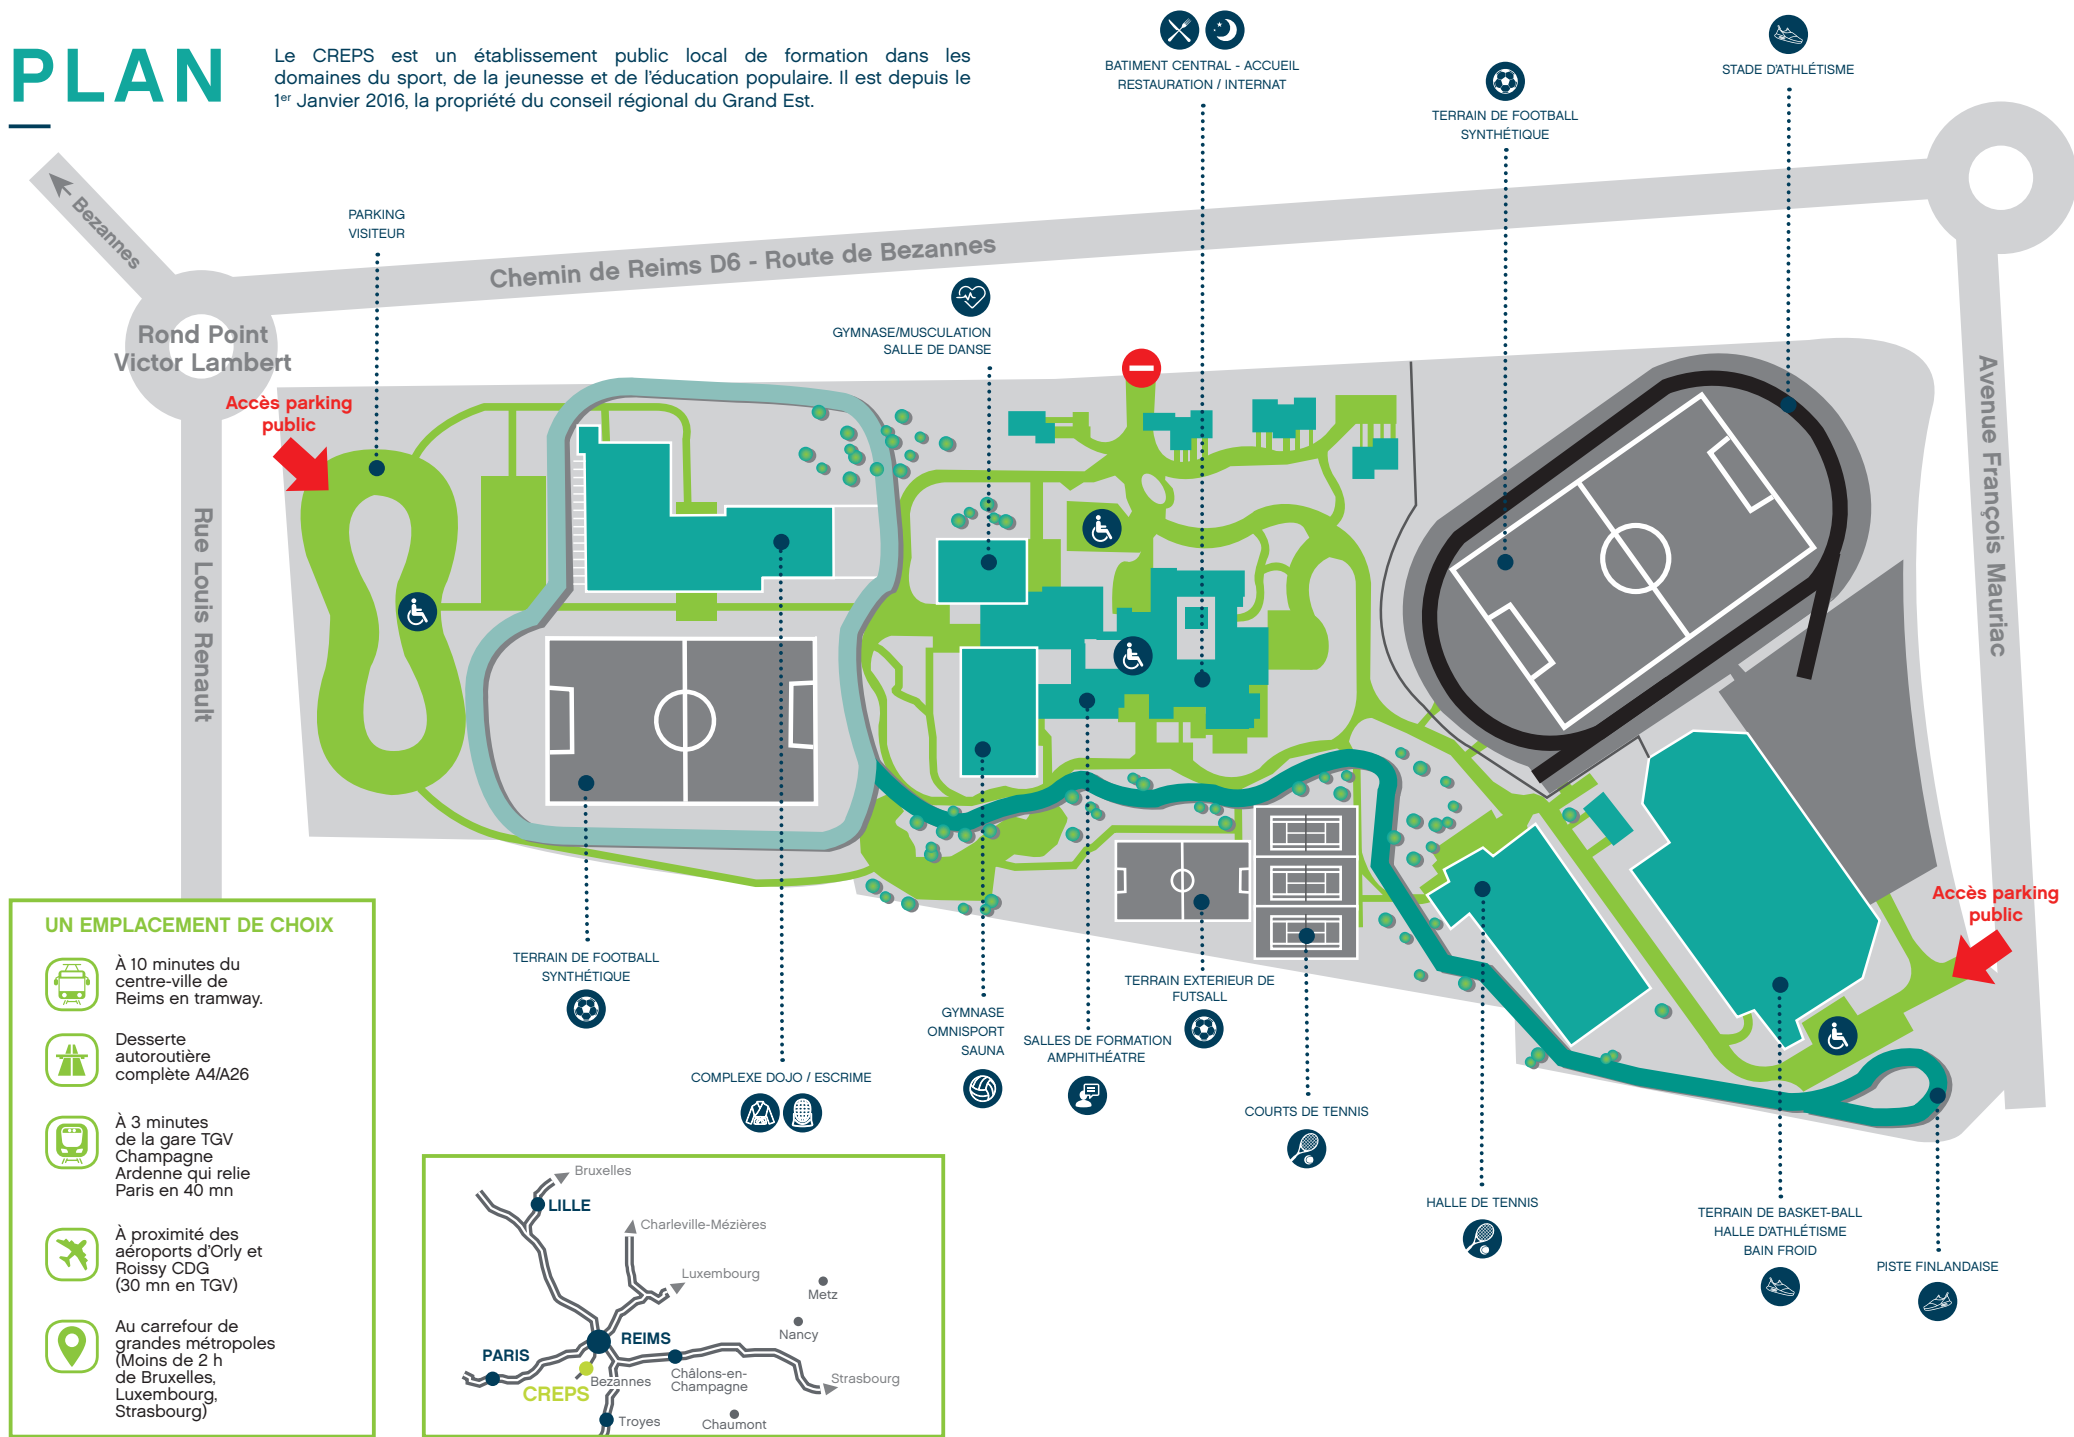 PLAN
Le CREPS est un établissement public local de formation dans les
domaines du sport, de la jeunesse et de l'éducation populaire. Il est depuis le
1er Janvier 2016, la propriété du conseil régional du Grand Est.
BATIMENT CENTRAL - ACCUEIL
RESTAURATION / INTERNAT
STADE D'ATHLÉTISME
TERRAIN DE FOOTBALL
SYNTHÉTIQUE
Bezannes
PARKING
VISITEUR
Chemin de Reims D6 - Route de Bezannes
Rond Point
Victor Lambert
GYMNASE/MUSCULATION
SALLE DE DANSE
Accès parking
public
Rue Louis Renault
Avenue François Mauriac
Accès parking
public
UN EMPLACEMENT DE CHOIX
À 10 minutes du
centre-ville de
Reims en tramway.
Desserte
autoroutière
complète A4/A26
À 3 minutes
de la gare TGV
Champagne
Ardenne qui relie
Paris en 40 mn
À proximité des
aéroports d'Orly et
Roissy CDG
(30 mn en TGV)
Au carrefour de
grandes métropoles
(Moins de 2 h
de Bruxelles,
Luxembourg,
Strasbourg)
TERRAIN DE FOOTBALL
SYNTHÉTIQUE
COMPLEXE DOJO / ESCRIME
GYMNASE
OMNISPORT
SAUNA
SALLES DE FORMATION
AMPHITHÉATRE
TERRAIN EXTERIEUR DE
FUTSALL
COURTS DE TENNIS
HALLE DE TENNIS
TERRAIN DE BASKET-BALL
HALLE D'ATHLÉTISME
BAIN FROID
PISTE FINLANDAISE
Bruxelles
LILLE
Charleville-Mézières
Luxembourg
Metz
Nancy
REIMS
PARIS
CREPS
Bezannes
Châlons-en-
Champagne
Strasbourg
Troyes
Chaumont